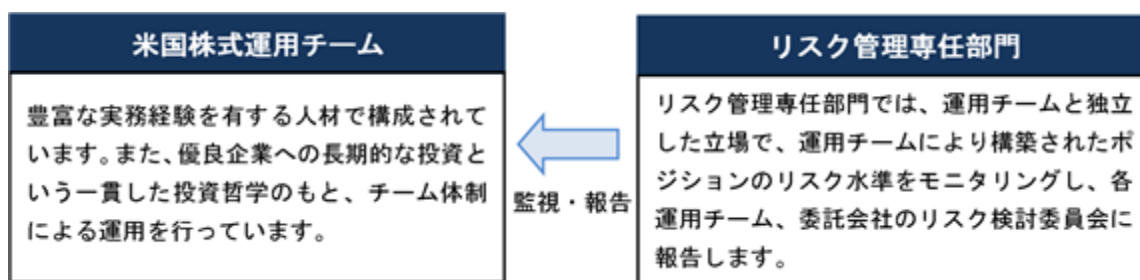 米国株式運用チーム
豊富な実務経験を有する人材で構成されて
います。また、優良企業への長期的な投資と
いう一貫した投資哲学のもと、チーム体制
による運用を行っています。
監視・報告
リスク管理専任部門
リスク管理専任部門では、運用チームと独立
した立場で、運用チームにより構築されたポ
ジションのリスク水準をモニタリングし、各
運用チーム、委託会社のリスク検討委員会に
報告します。